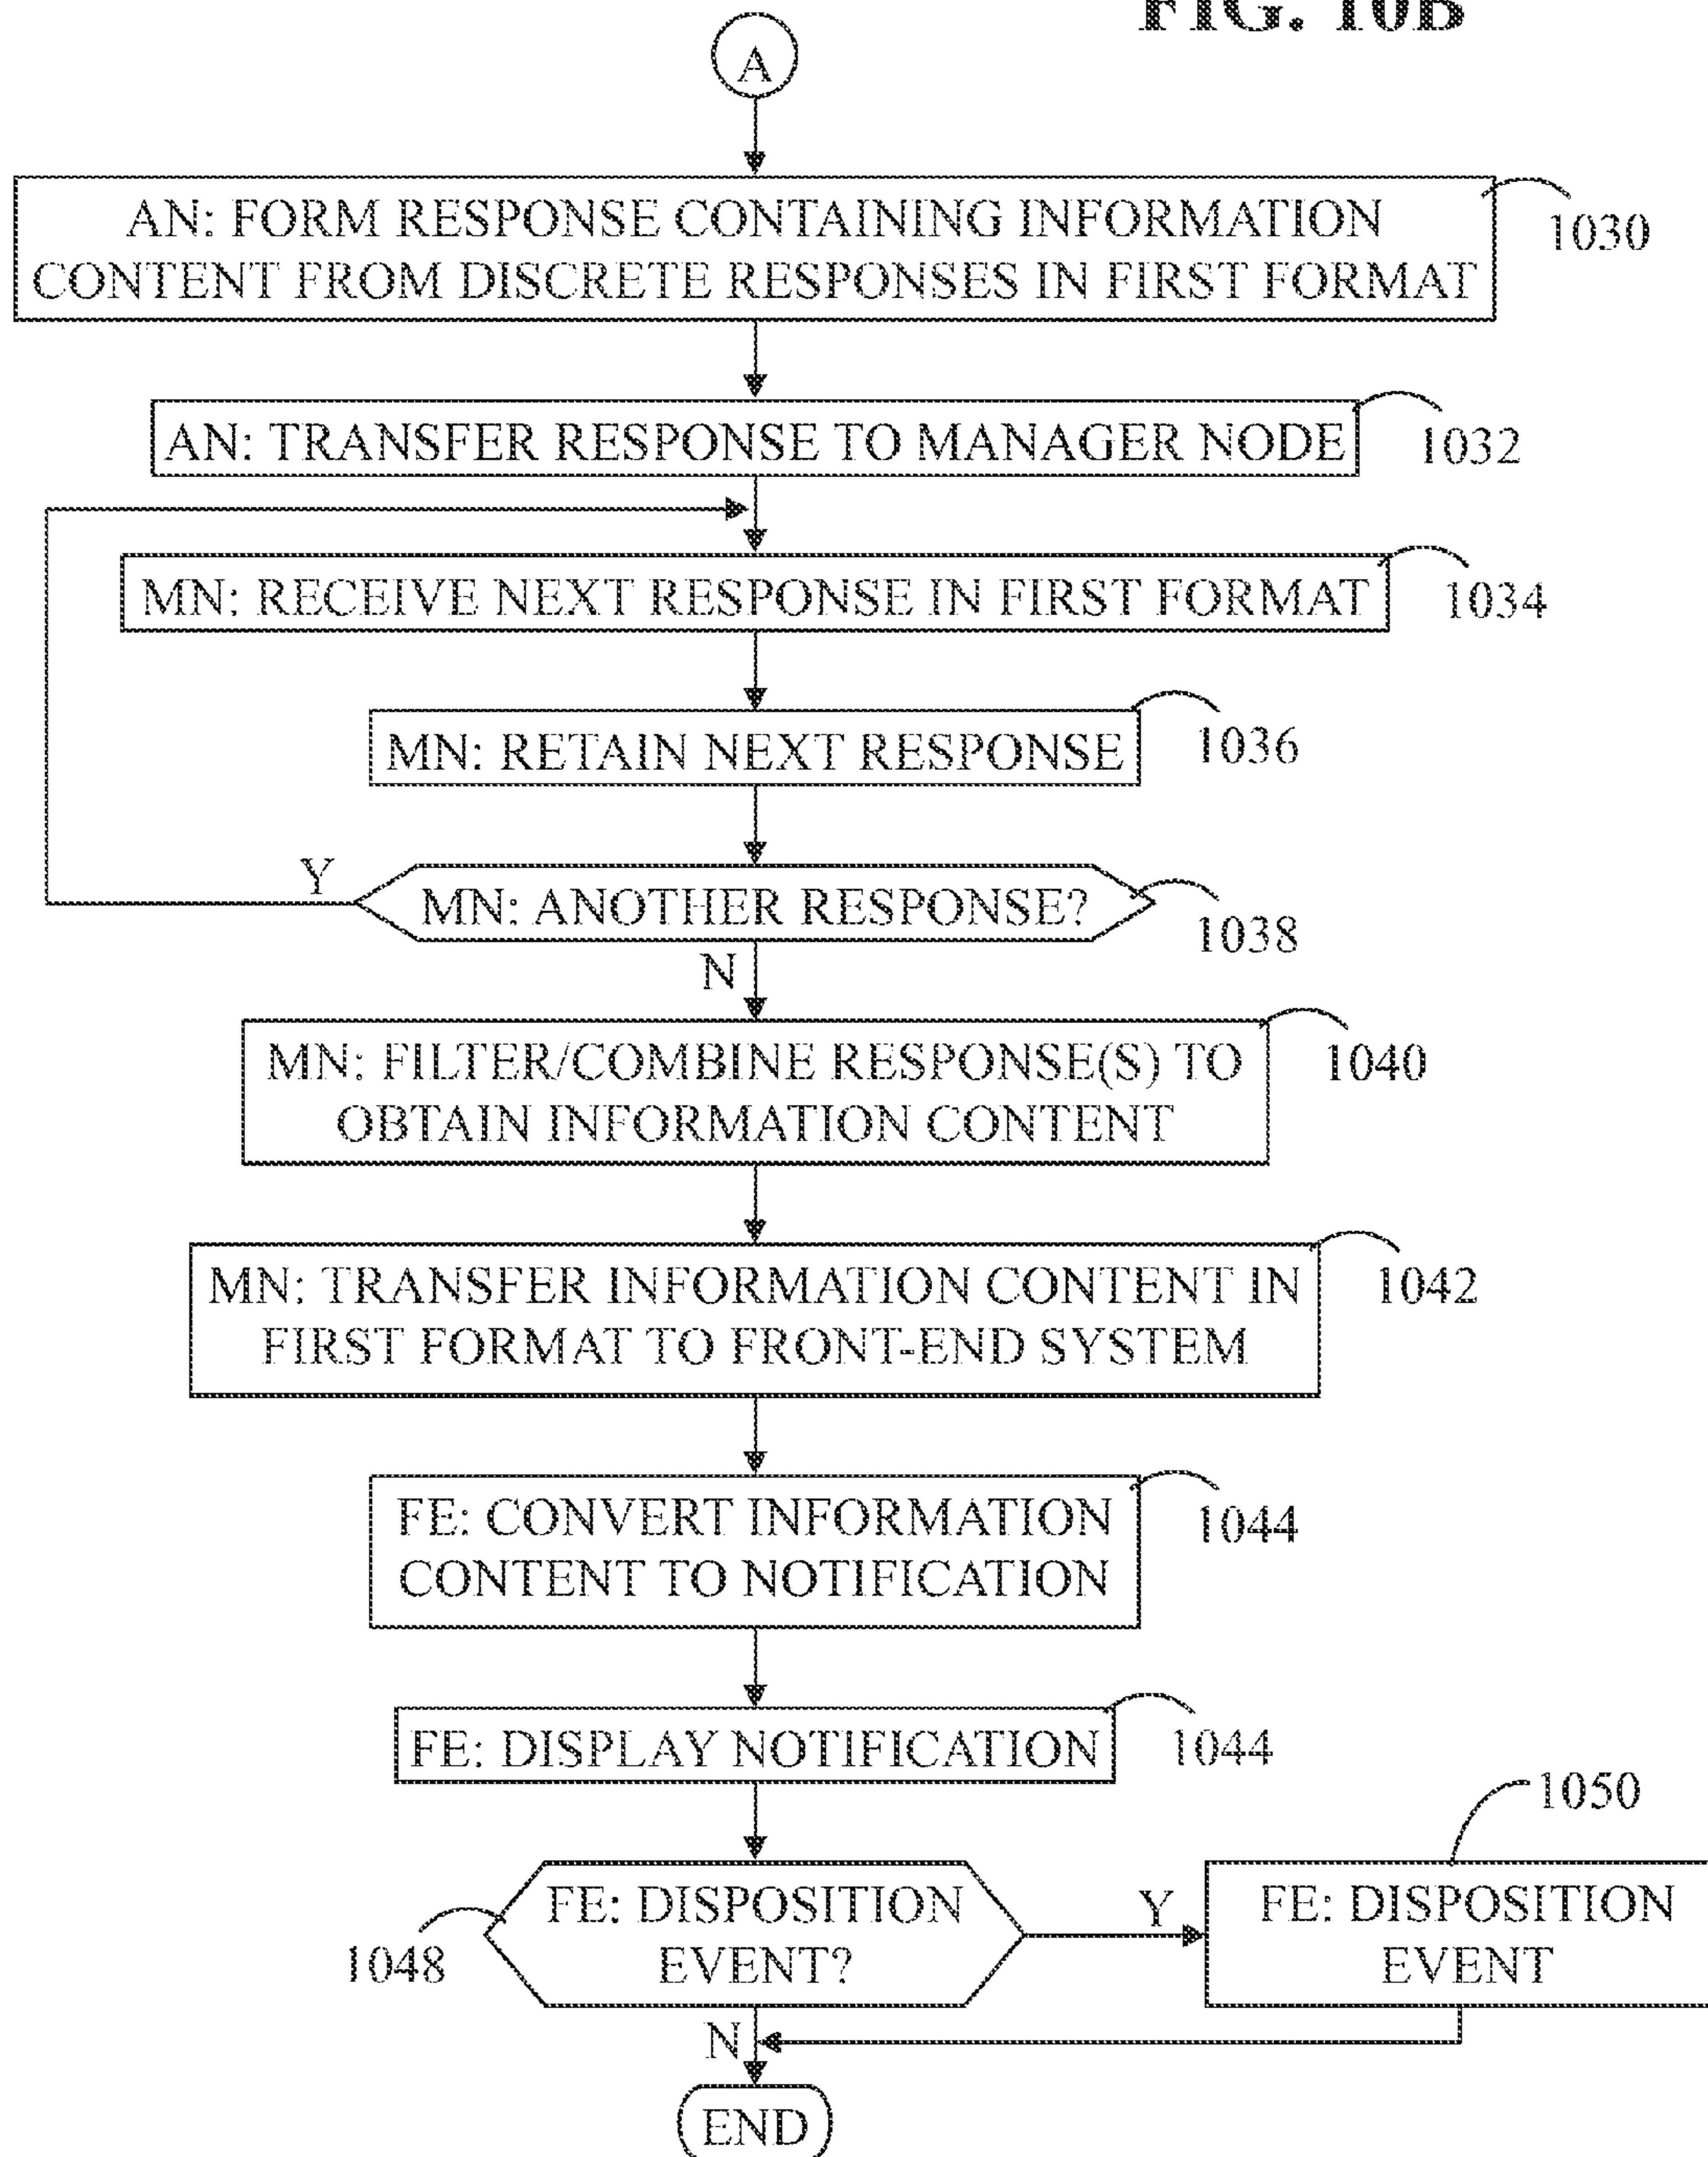 FIG. 10B
A
AN: FORM RESPONSE CONTAINING INFORMATION
CONTENT FROM DISCRETE RESPONSES IN FIRST FORMAT
1030
AN: TRANSFER RESPONSE TO MANAGER NODE
1032
MN: RECEIVE NEXT RESPONSE IN FIRST FORMAT
1034
MN: RETAIN NEXT RESPONSE
1036
Y
MN: ANOTHER RESPONSE?
1038
N
MN: FILTER/COMBINE RESPONSE(S) TO
OBTAIN INFORMATION CONTENT
1040
MN: TRANSFER INFORMATION CONTENT IN
FIRST FORMAT TO FRONT-END SYSTEM
1042
FE: CONVERT INFORMATION
CONTENT TO NOTIFICATION
1044
FE: DISPLAY NOTIFICATION
1044
1050
FE: DISPOSITION
EVENT?
1048
Y
FE: DISPOSITION
EVENT
N
END